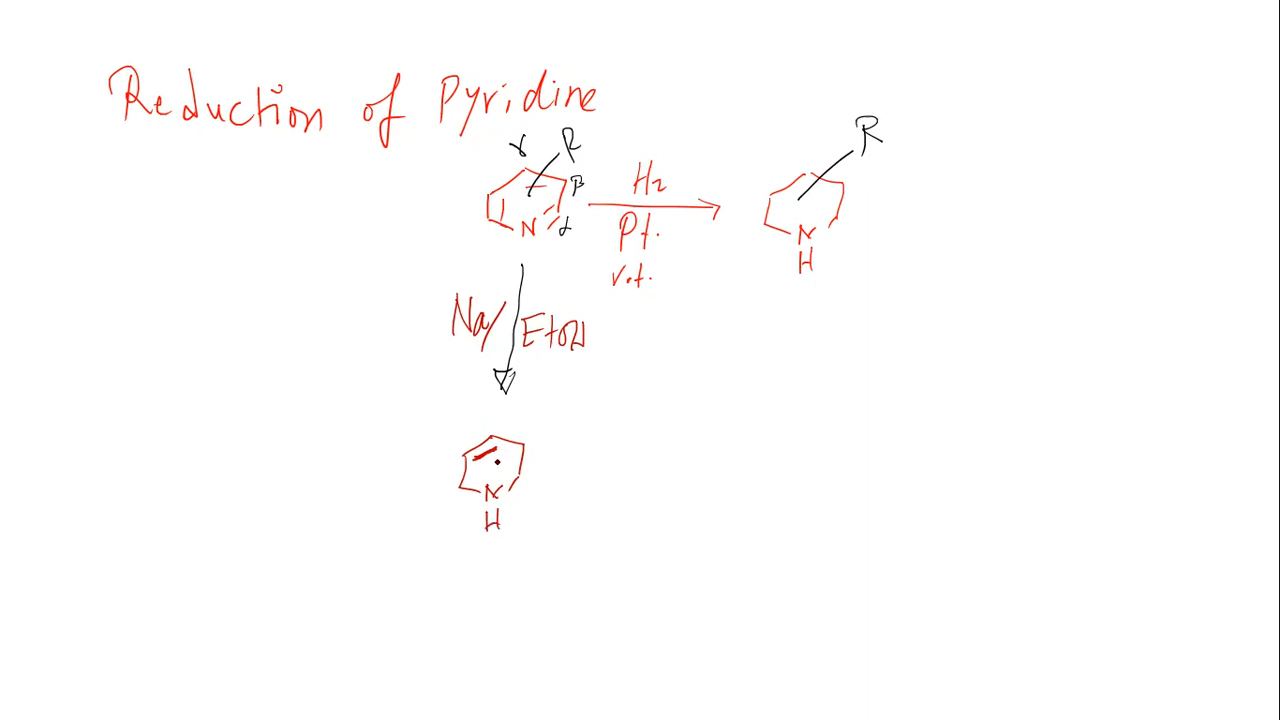 Reduction of Pyridine
γ R
β
N α
H2
Pt.
R
N
H
Na/ EtOH
N
H